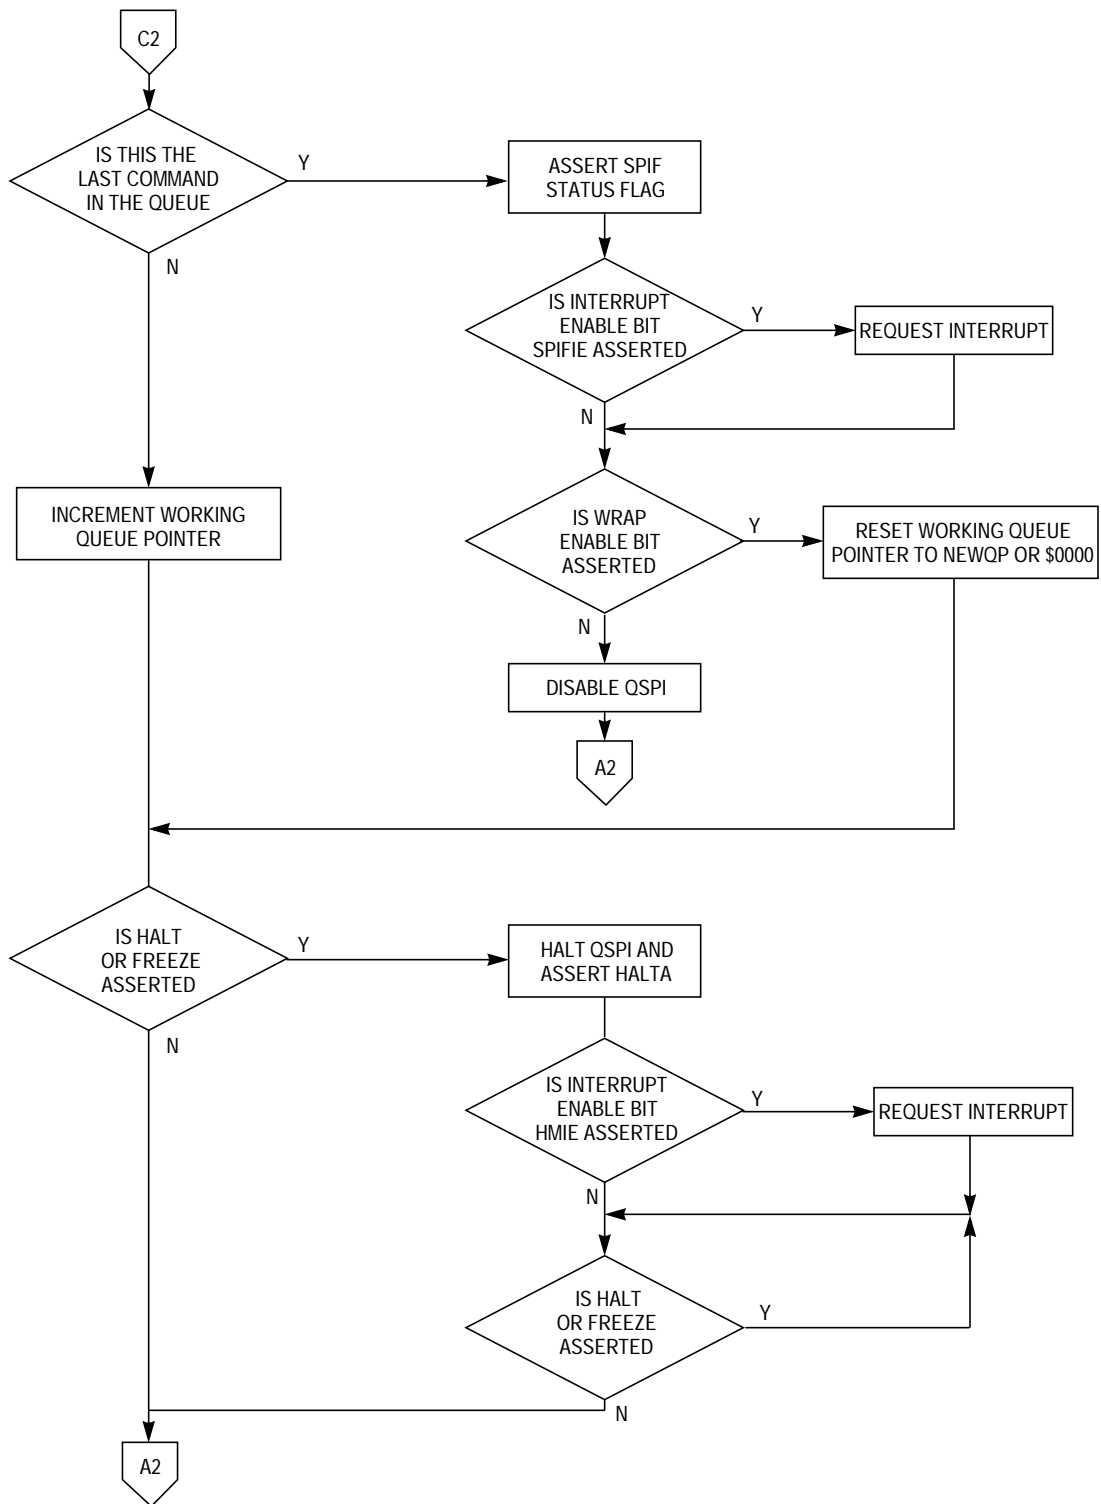 C2
IS THIS THE
LAST COMMAND
IN THE QUEUE
Y
N
ASSERT SPIF
STATUS FLAG
IS INTERRUPT
ENABLE BIT
SPIFIE ASSERTED
Y
N
REQUEST INTERRUPT
INCREMENT WORKING
QUEUE POINTER
IS WRAP
ENABLE BIT
ASSERTED
Y
N
RESET WORKING QUEUE
POINTER TO NEWQP OR $0000
DISABLE QSPI
A2
IS HALT
OR FREEZE
ASSERTED
Y
N
HALT QSPI AND
ASSERT HALTA
IS INTERRUPT
ENABLE BIT
HMIE ASSERTED
Y
N
REQUEST INTERRUPT
IS HALT
OR FREEZE
ASSERTED
Y
N
A2